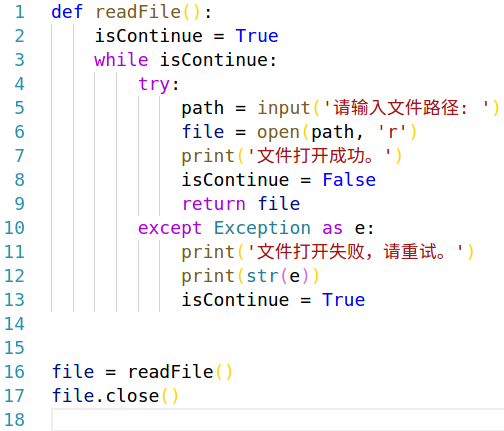 1 def readFile():
2     isContinue = True
3     while isContinue:
4         try:
5             path = input('请输入文件路径: ')
6             file = open(path, 'r')
7             print('文件打开成功。')
8             isContinue = False
9             return file
10         except Exception as e:
11             print('文件打开失败，请重试。')
12             print(str(e))
13             isContinue = True
14
15
16 file = readFile()
17 file.close()
18